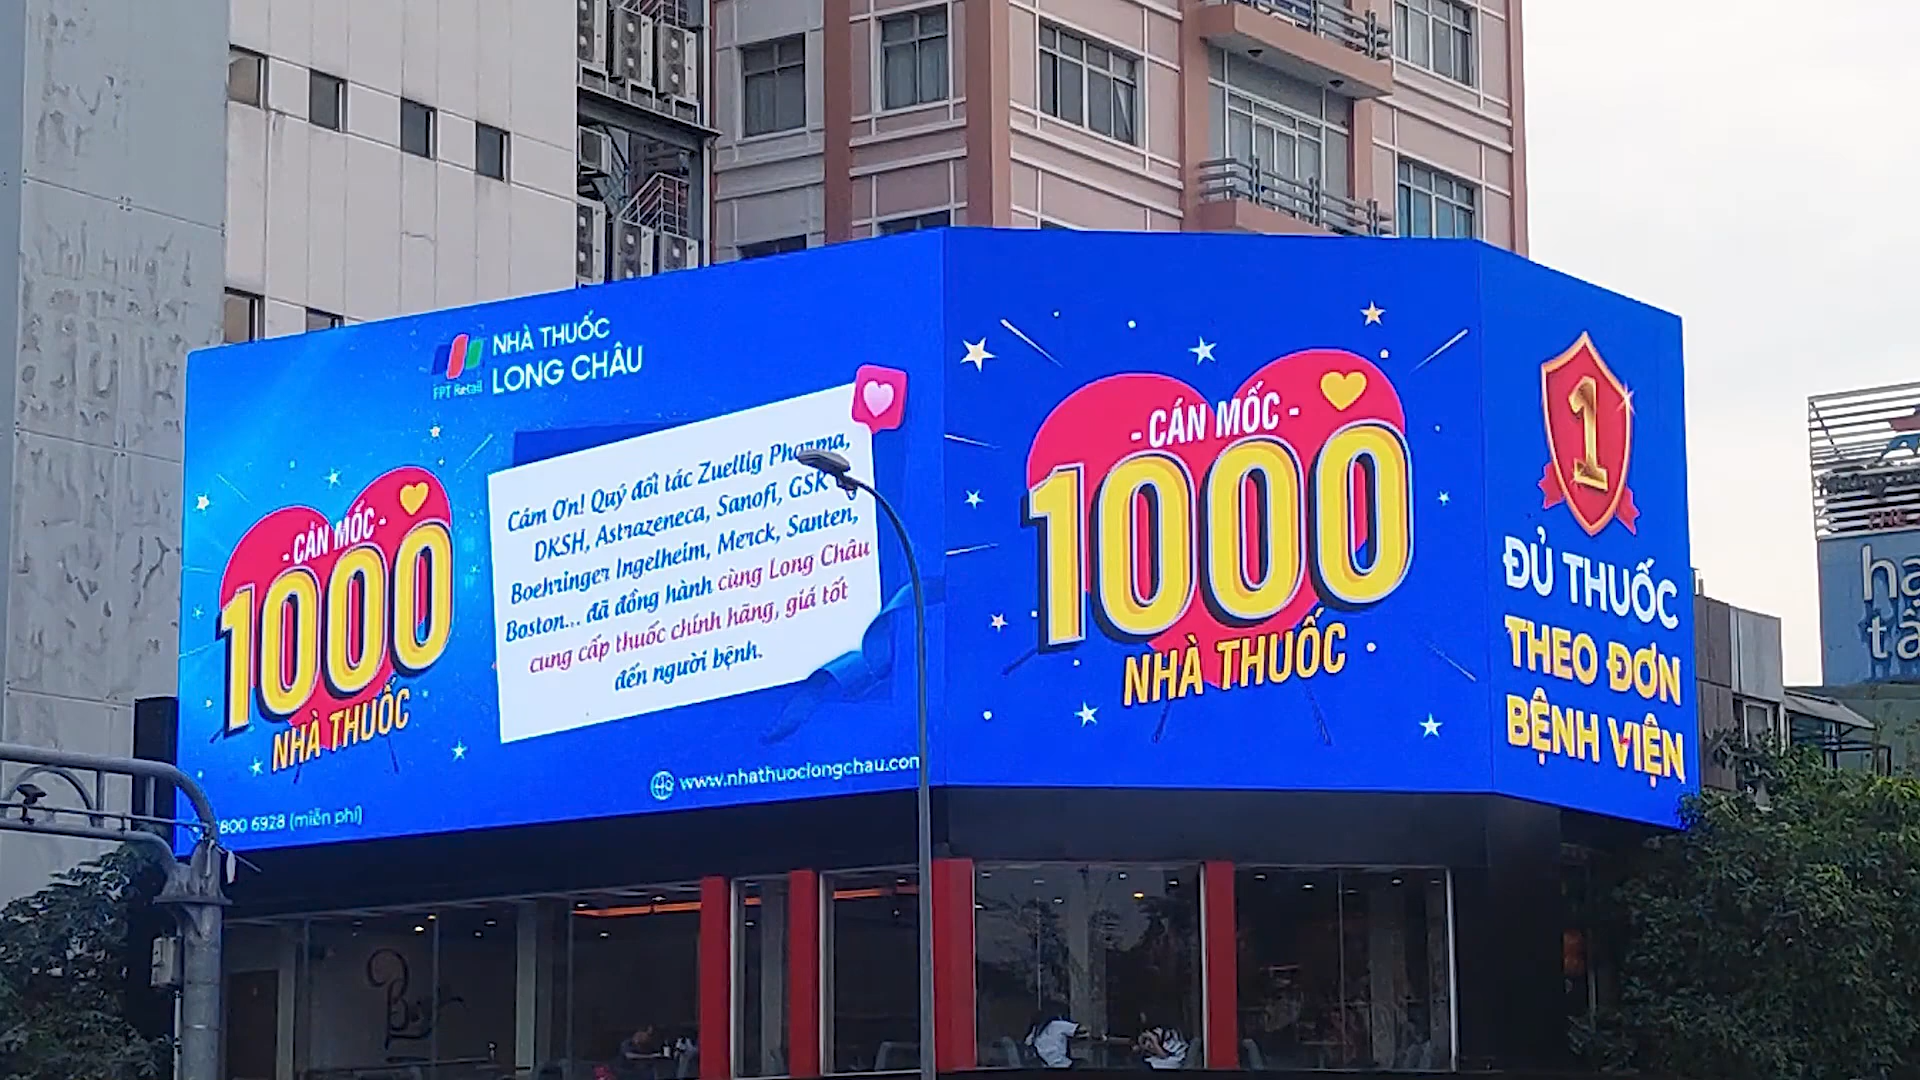 FPT Retail
NHÀ THUỐC
LONG CHÂU
- CÁN MỐC -
1000
NHÀ THUỐC
Cám Ơn! Quý đối tác Zuellig Pharma,
DKSH, Astrazeneca, Sanofi, GSK
Boehringer Ingelheim, Merck, Santen,
Boston... đã đồng hành cùng Long Châu
cung cấp thuốc chính hãng, giá tốt
đến người bệnh.
800 6928 (miễn phí)
www.nhathuoclongchau.com
- CÁN MỐC -
1000
NHÀ THUỐC
1
ĐỦ THUỐC
THEO ĐƠN
BỆNH VIỆN